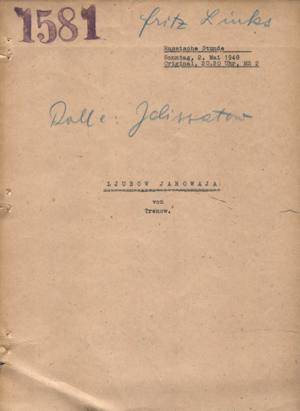 1581
Fritz Links
Russische Stunde
Sonntag, 2. Mai 1948
Original, 20.20 Uhr, MS 2
Rolle: Jelissatow
LJUBOW JAROWAJA
von
Trenew.